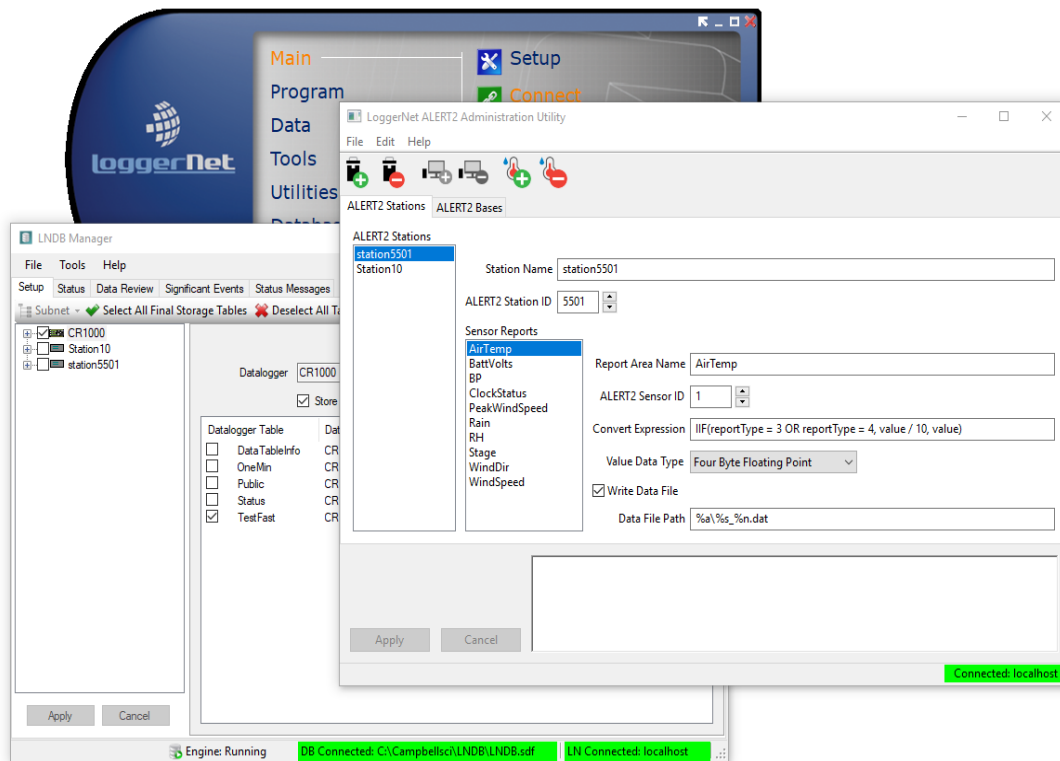 Main
Setup
Program
Connect
Data
Tools
Utilities
LoggerNet
LoggerNet ALERT2 Administration Utility
File Edit Help
ALERT2 Stations ALERT2 Bases
ALERT2 Stations
station5501
Station10
Station Name station5501
ALERT2 Station ID 5501
Sensor Reports
AirTemp
BattVolts
BP
ClockStatus
PeakWindSpeed
Rain
RH
Stage
WindDir
WindSpeed
Report Area Name AirTemp
ALERT2 Sensor ID 1
Convert Expression IIF(reportType = 3 OR reportType = 4, value / 10, value)
Value Data Type Four Byte Floating Point
Write Data File
Data File Path %a\%s_%n.dat
Apply Cancel
Connected: localhost
LNDB Manager
File Tools Help
Setup Status Data Review Significant Events Status Messages
Subnet Select All Final Storage Tables Deselect All
CR1000
Station10
station5501
Datalogger CR1000
Store
Datalogger Table
DataTableInfo CR
OneMin CR
Public CR
Status CR
TestFast CR
Apply Cancel
Engine: Running DB Connected: C:\Campbellsci\LNDB\LNDB.sdf LN Connected: localhost